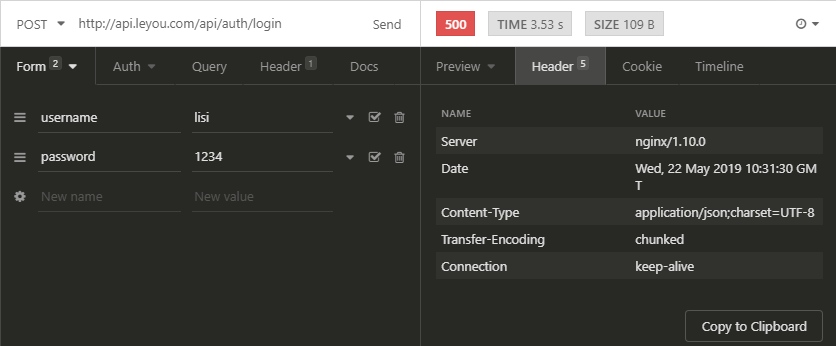 POST http://api.leyou.com/api/auth/login Send
500 TIME 3.53 s SIZE 109 B
Form 2 Auth Query Header 1 Docs
Preview Header 5 Cookie Timeline
username lisi
password 1234
New name New value
NAME VALUE
Server nginx/1.10.0
Date Wed, 22 May 2019 10:31:30 GM
T
Content-Type application/json;charset=UTF-8
Transfer-Encoding chunked
Connection keep-alive
Copy to Clipboard